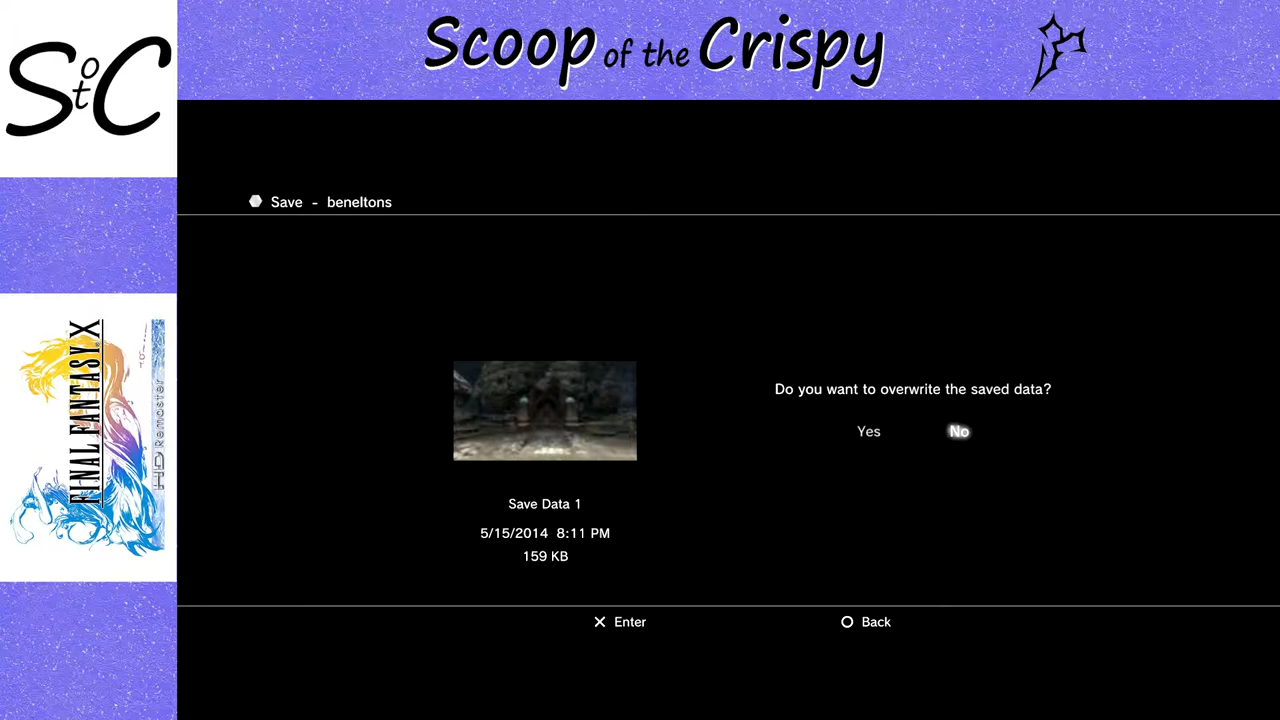 Scoop of the Crispy
SotC
Save - beneltons
Do you want to overwrite the saved data?
Yes No
Save Data 1
5/15/2014 8:11 PM
159 KB
FINAL FANTASY X
HD Remaster
Enter
Back